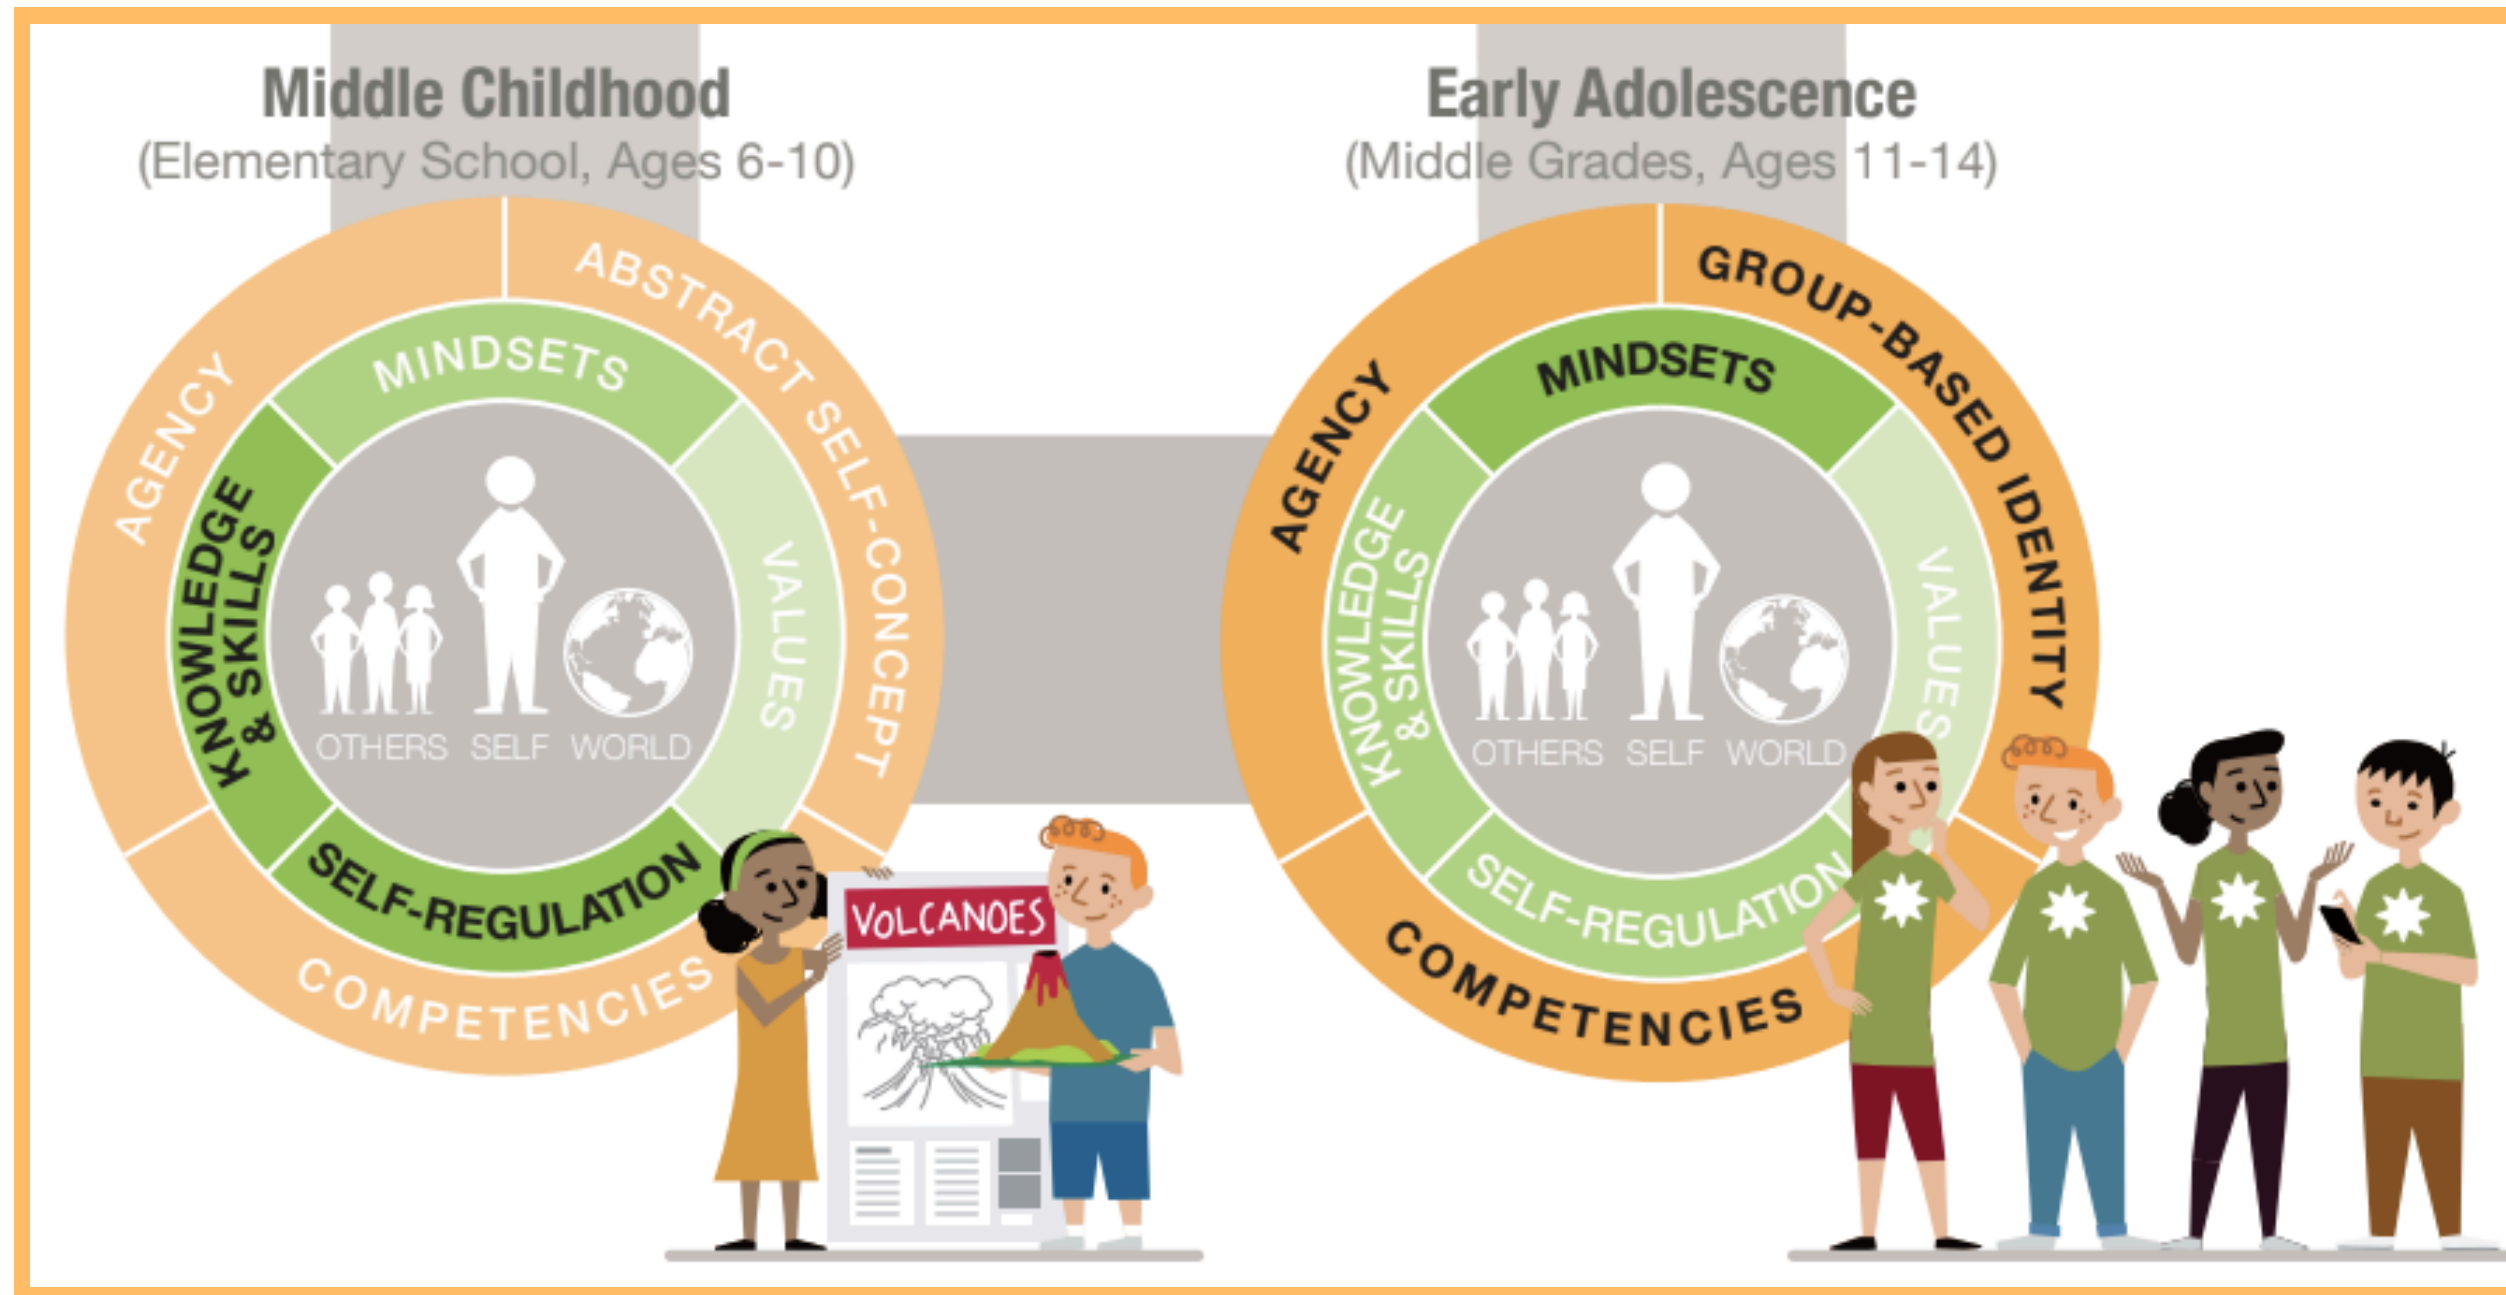 Middle Childhood
(Elementary School, Ages 6-10)
AGENCY
ABSTRACT SELF-CONCEPT
COMPETENCIES
MINDSETS
VALUES
KNOWLEDGE
& SKILLS
SELF-REGULATION
OTHERS SELF WORLD
VOLCANOES
Early Adolescence
(Middle Grades, Ages 11-14)
AGENCY
GROUP-BASED IDENTITY
COMPETENCIES
MINDSETS
VALUES
KNOWLEDGE
& SKILLS
SELF-REGULATION
OTHERS SELF WORLD